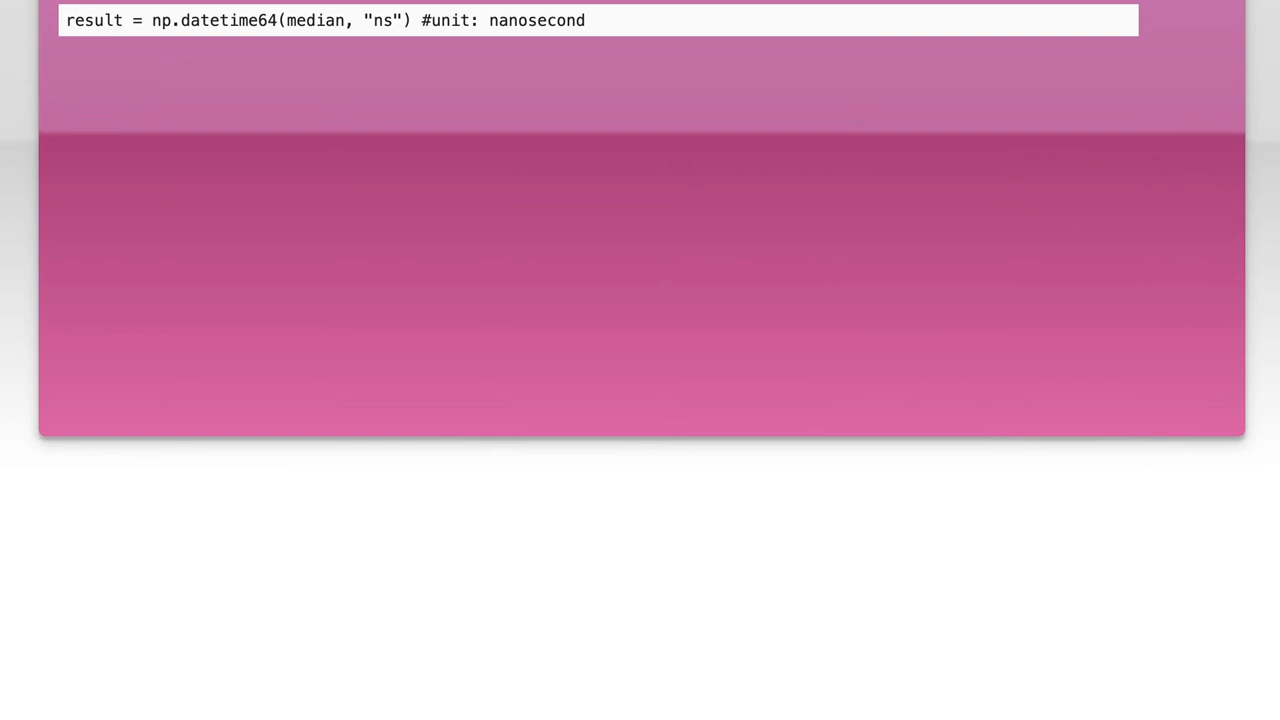 result = np.datetime64(median, "ns") #unit: nanosecond